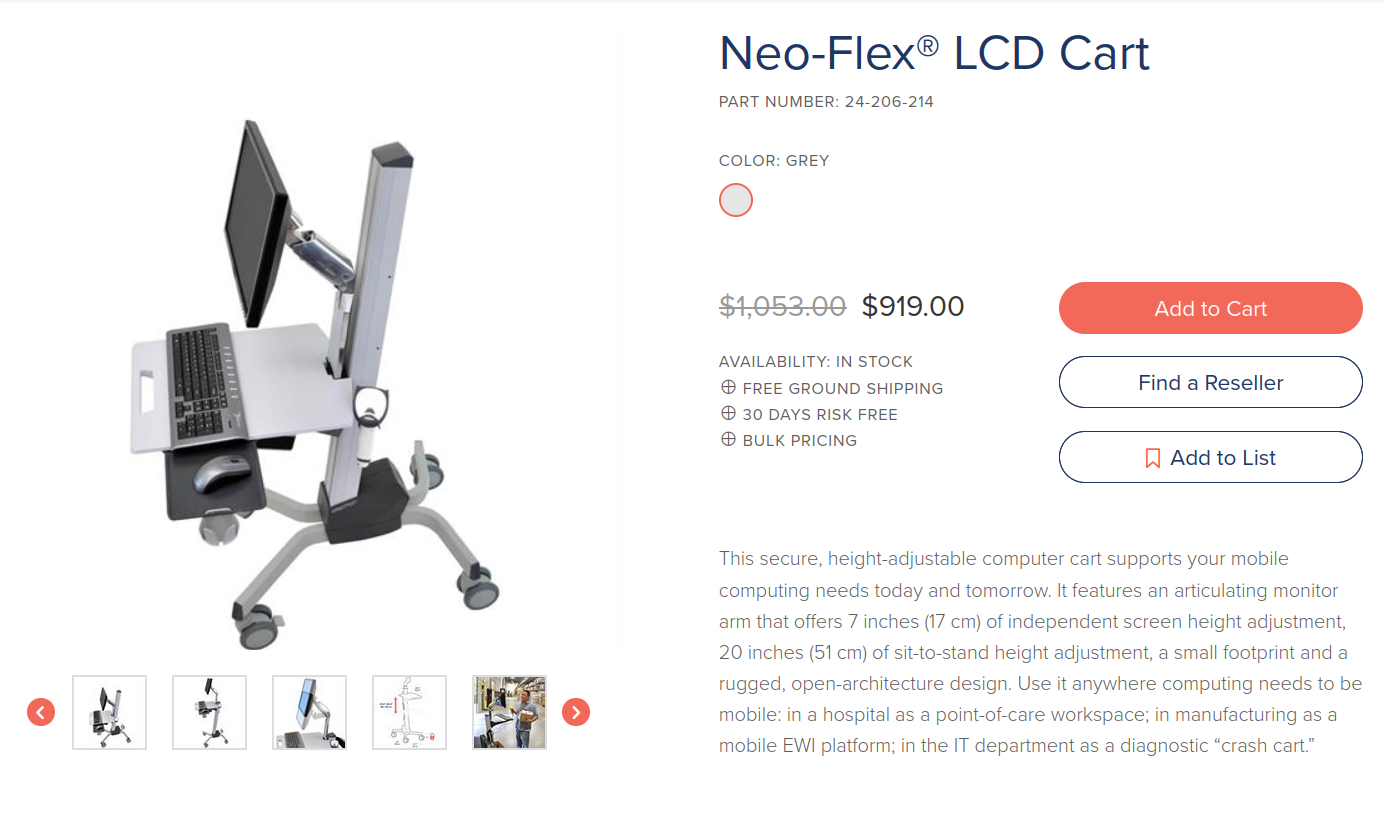 Neo-Flex® LCD Cart
PART NUMBER: 24-206-214
COLOR: GREY
$1,053.00 $919.00
Add to Cart
AVAILABILITY: IN STOCK
FREE GROUND SHIPPING
30 DAYS RISK FREE
BULK PRICING
Find a Reseller
Add to List
This secure, height-adjustable computer cart supports your mobile
computing needs today and tomorrow. It features an articulating monitor
arm that offers 7 inches (17 cm) of independent screen height adjustment,
20 inches (51 cm) of sit-to-stand height adjustment, a small footprint and a
rugged, open-architecture design. Use it anywhere computing needs to be
mobile: in a hospital as a point-of-care workspace; in manufacturing as a
mobile EWI platform; in the IT department as a diagnostic “crash cart.”